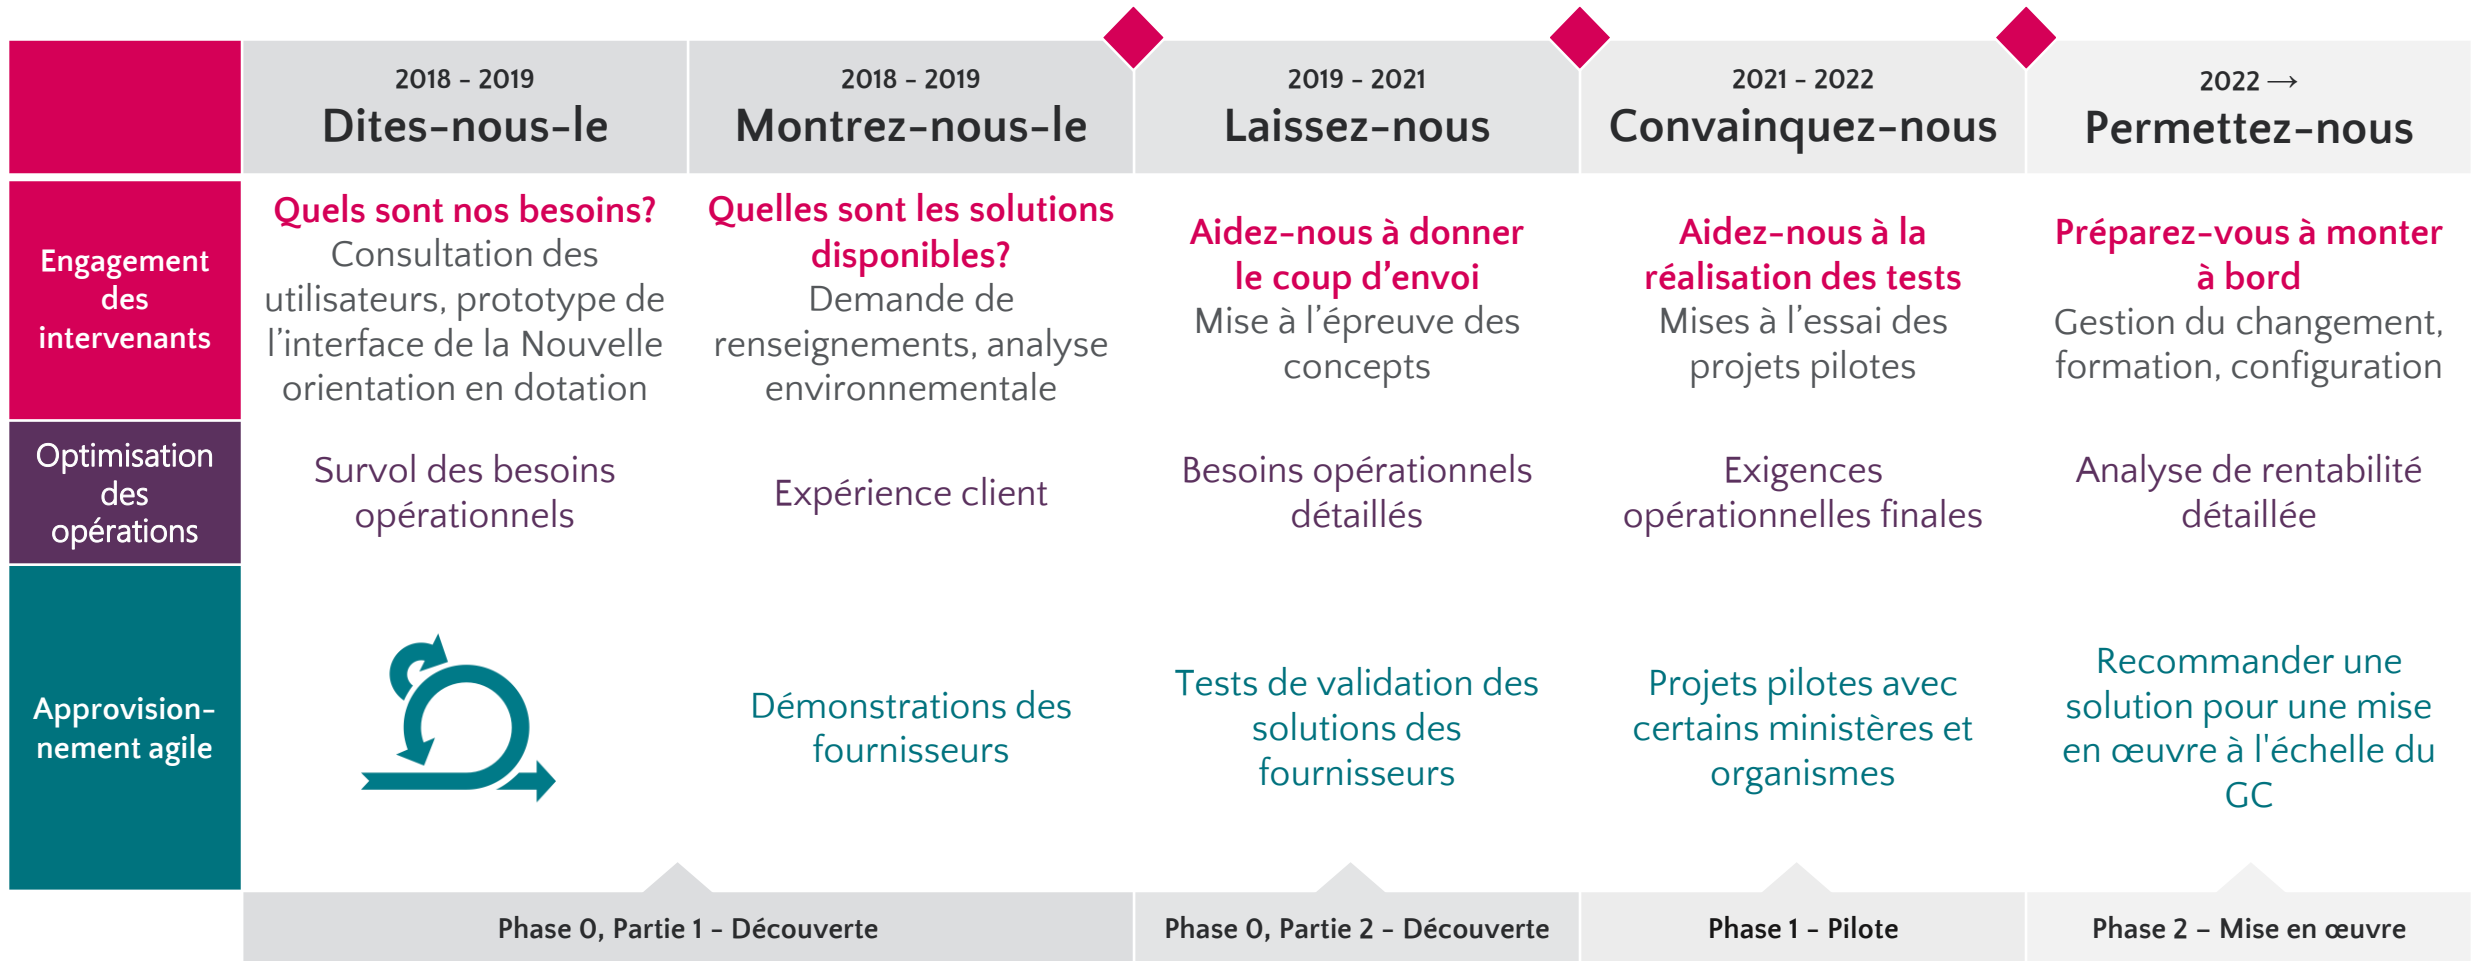 2018 – 2019
Dites-nous-le
2018 – 2019
Montrez-nous-le
2019 – 2021
Laissez-nous
2021 – 2022
Convainquez-nous
2022 →
Permettez-nous
Engagement
des
intervenants
Quels sont nos besoins?
Consultation des
utilisateurs, prototype de
l’interface de la Nouvelle
orientation en dotation
Quelles sont les solutions
disponibles?
Demande de
renseignements, analyse
environnementale
Aidez-nous à donner
le coup d’envoi
Mise à l’épreuve des
concepts
Aidez-nous à la
réalisation des tests
Mises à l’essai des
projets pilotes
Préparez-vous à monter
à bord
Gestion du changement,
formation, configuration
Optimisation
des
opérations
Survol des besoins
opérationnels
Expérience client
Besoins opérationnels
détaillés
Exigences
opérationnelles finales
Analyse de rentabilité
détaillée
Approvision-
nement agile
Démonstrations des
fournisseurs
Tests de validation des
solutions des
fournisseurs
Projets pilotes avec
certains ministères et
organismes
Recommander une
solution pour une mise
en œuvre à l'échelle du
GC
Phase 0, Partie 1 – Découverte
Phase 0, Partie 2 – Découverte
Phase 1 – Pilote
Phase 2 – Mise en œuvre